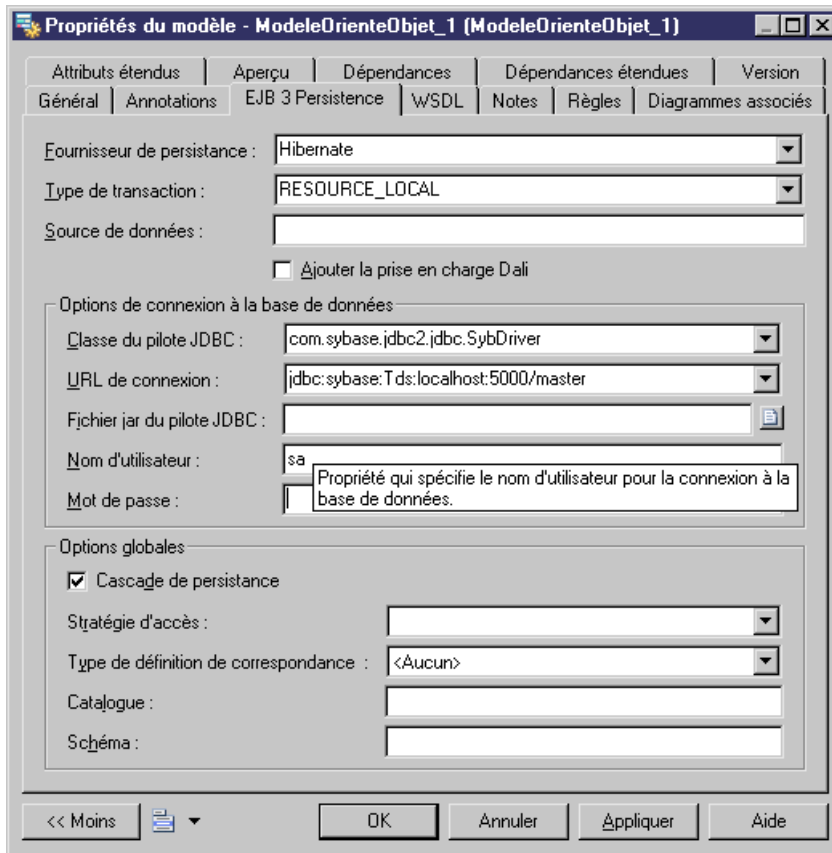 Propriétés du modèle - ModeleOrienteObjet_1 (ModeleOrienteObjet_1)
Attributs étendus Aperçu Dépendances Dépendances étendues Version
Général Annotations EJB 3 Persistence WSDL Notes Règles Diagrammes associés
Fournisseur de persistance : Hibernate
Type de transaction : RESOURCE_LOCAL
Source de données :
Ajouter la prise en charge Dali
Options de connexion à la base de données
Classe du pilote JDBC : com.sybase.jdbc2.jdbc.SybDriver
URL de connexion : jdbc:sybase:Tds:localhost:5000/master
Fichier jar du pilote JDBC :
Nom d'utilisateur : sa
Propriété qui spécifie le nom d'utilisateur pour la connexion à la
base de données.
Mot de passe :
Options globales
Cascade de persistance
Stratégie d'accès :
Type de définition de correspondance : <Aucun>
Catalogue :
Schéma :
<< Moins OK Annuler Appliquer Aide